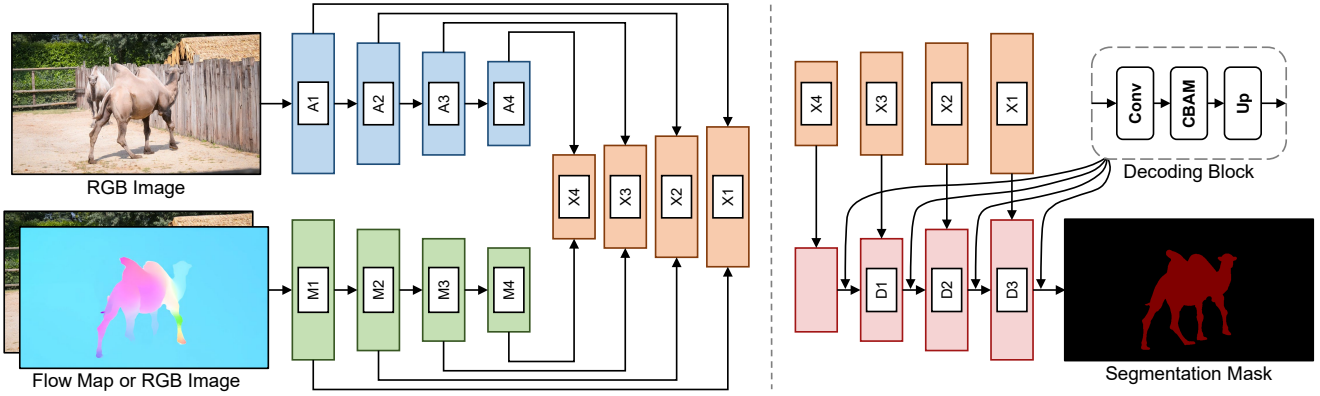 RGB Image
A1
A2
A3
A4
X4
X3
X2
X1
Flow Map or RGB Image
M1
M2
M3
M4
X4
X3
X2
X1
Conv
CBAM
Up
Decoding Block
D1
D2
D3
Segmentation Mask